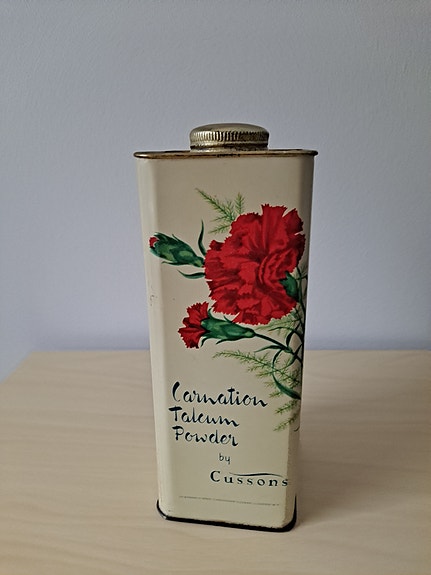 Carnation
Talcum
Powder
by
Cussons